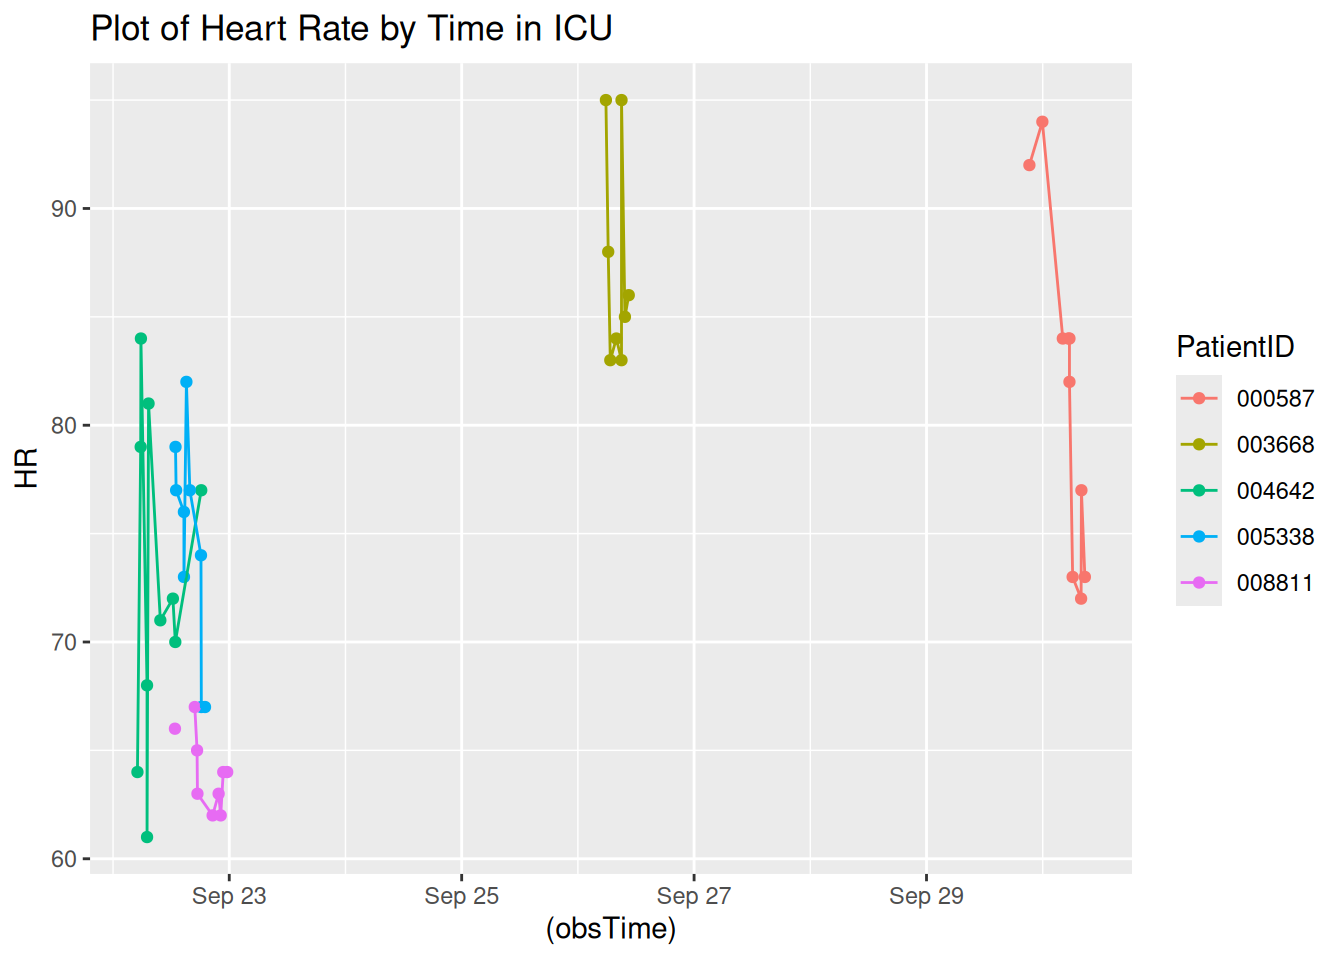 Plot of Heart Rate by Time in ICU
90
80
70
60
HR
Sep 23
Sep 25
Sep 27
Sep 29
(obsTime)
PatientID
000587
003668
004642
005338
008811